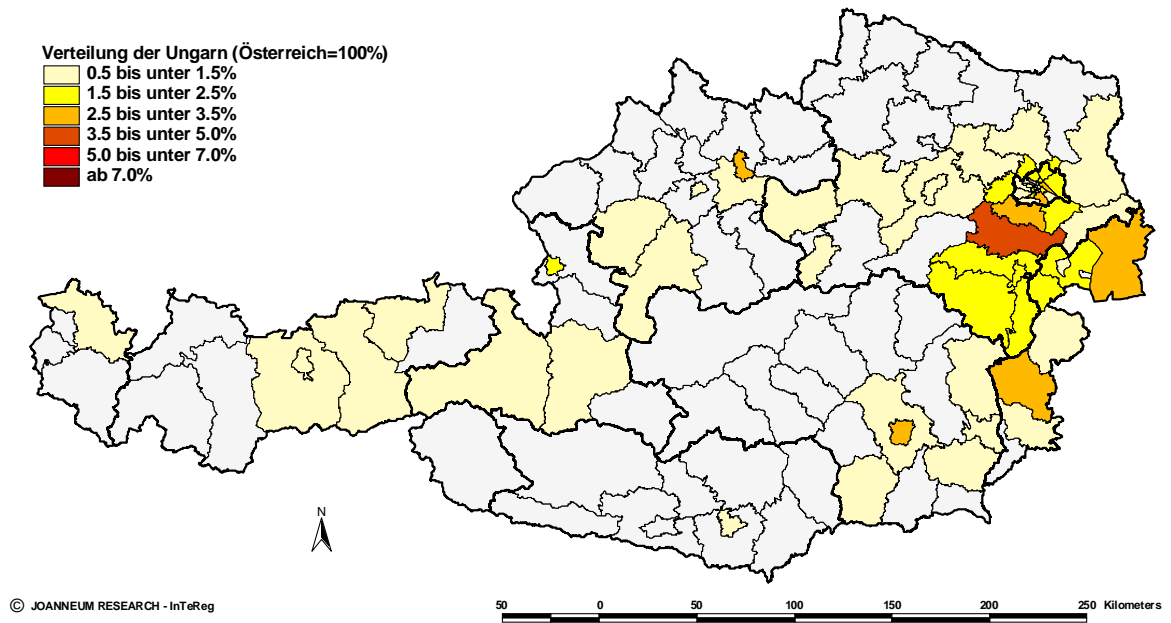 Verteilung der Ungarn (Österreich=100%)
0.5 bis unter 1.5%
1.5 bis unter 2.5%
2.5 bis unter 3.5%
3.5 bis unter 5.0%
5.0 bis unter 7.0%
ab 7.0%
N
© JOANNEUM RESEARCH - InTeReg
50 0 50 100 150 200 250 Kilometers